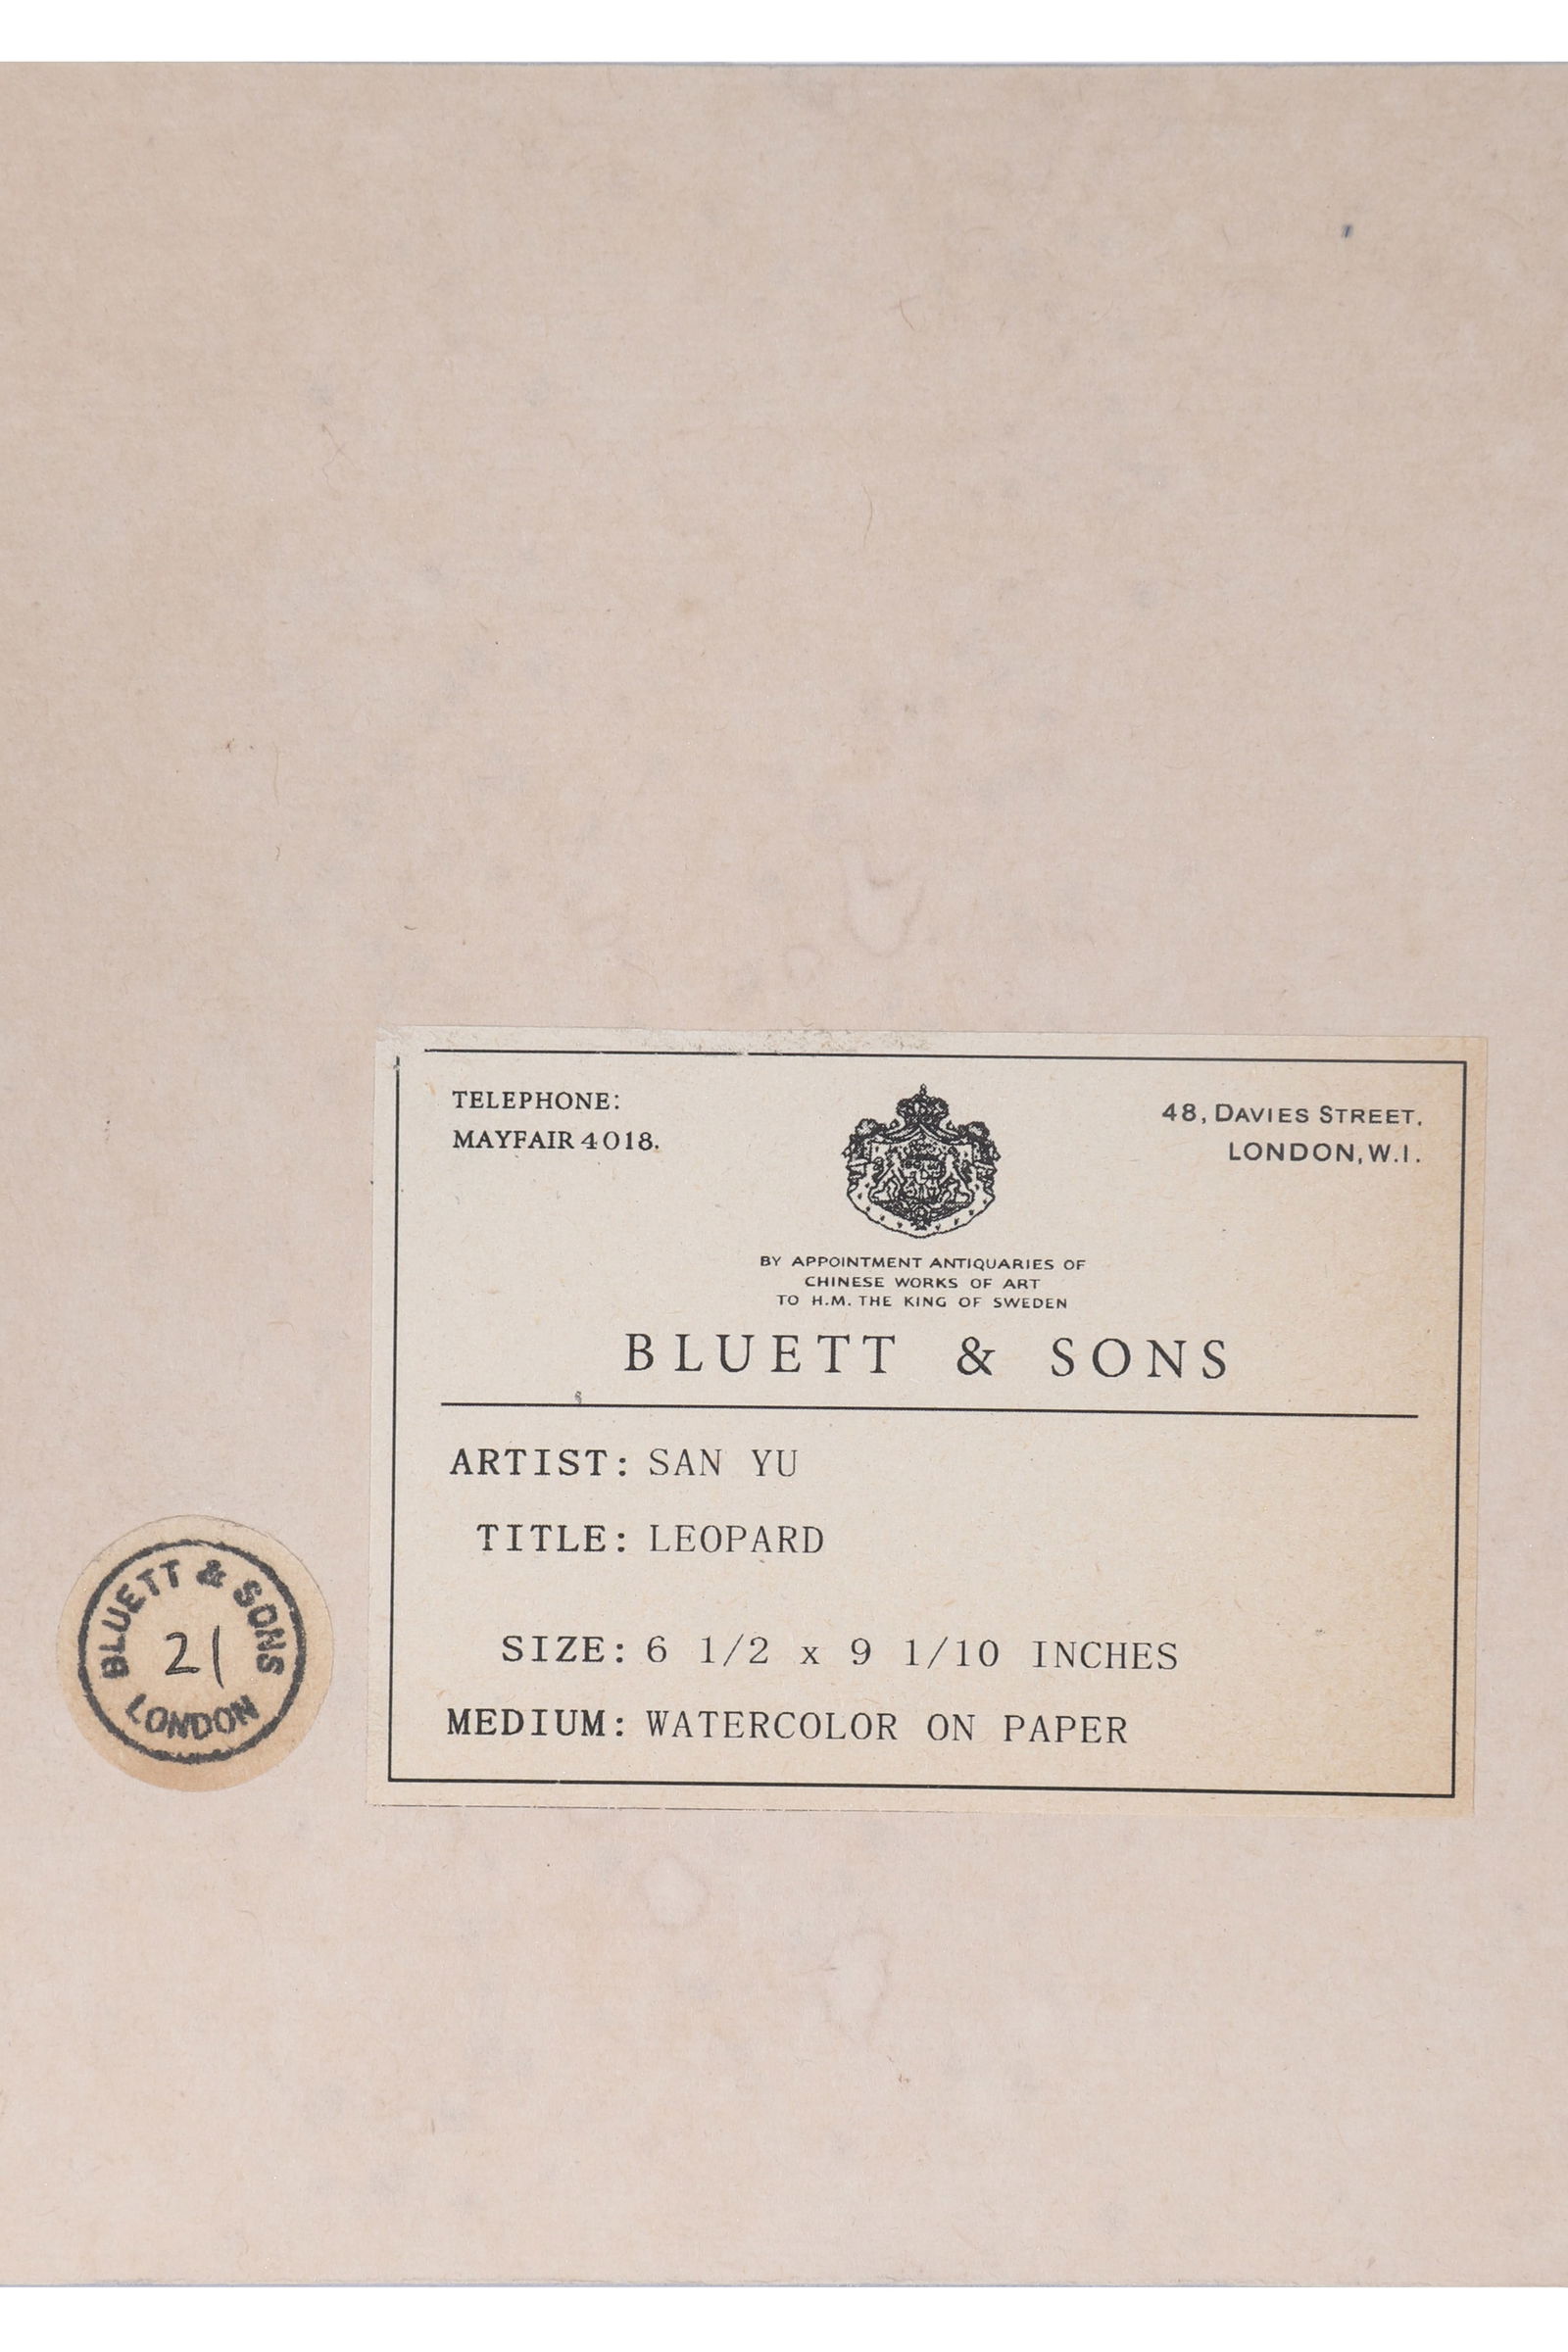 TELEPHONE:
MAYFAIR 4018.
48, DAVIES STREET,
LONDON, W.1.
BY APPOINTMENT ANTIQUARIES OF
CHINESE WORKS OF ART
TO H.M. THE KING OF SWEDEN
BLUETT & SONS
ARTIST: SAN YU
TITLE: LEOPARD
SIZE: 6 1/2 x 9 1/10 INCHES
MEDIUM: WATERCOLOR ON PAPER
BLUETT & SONS
21
LONDON